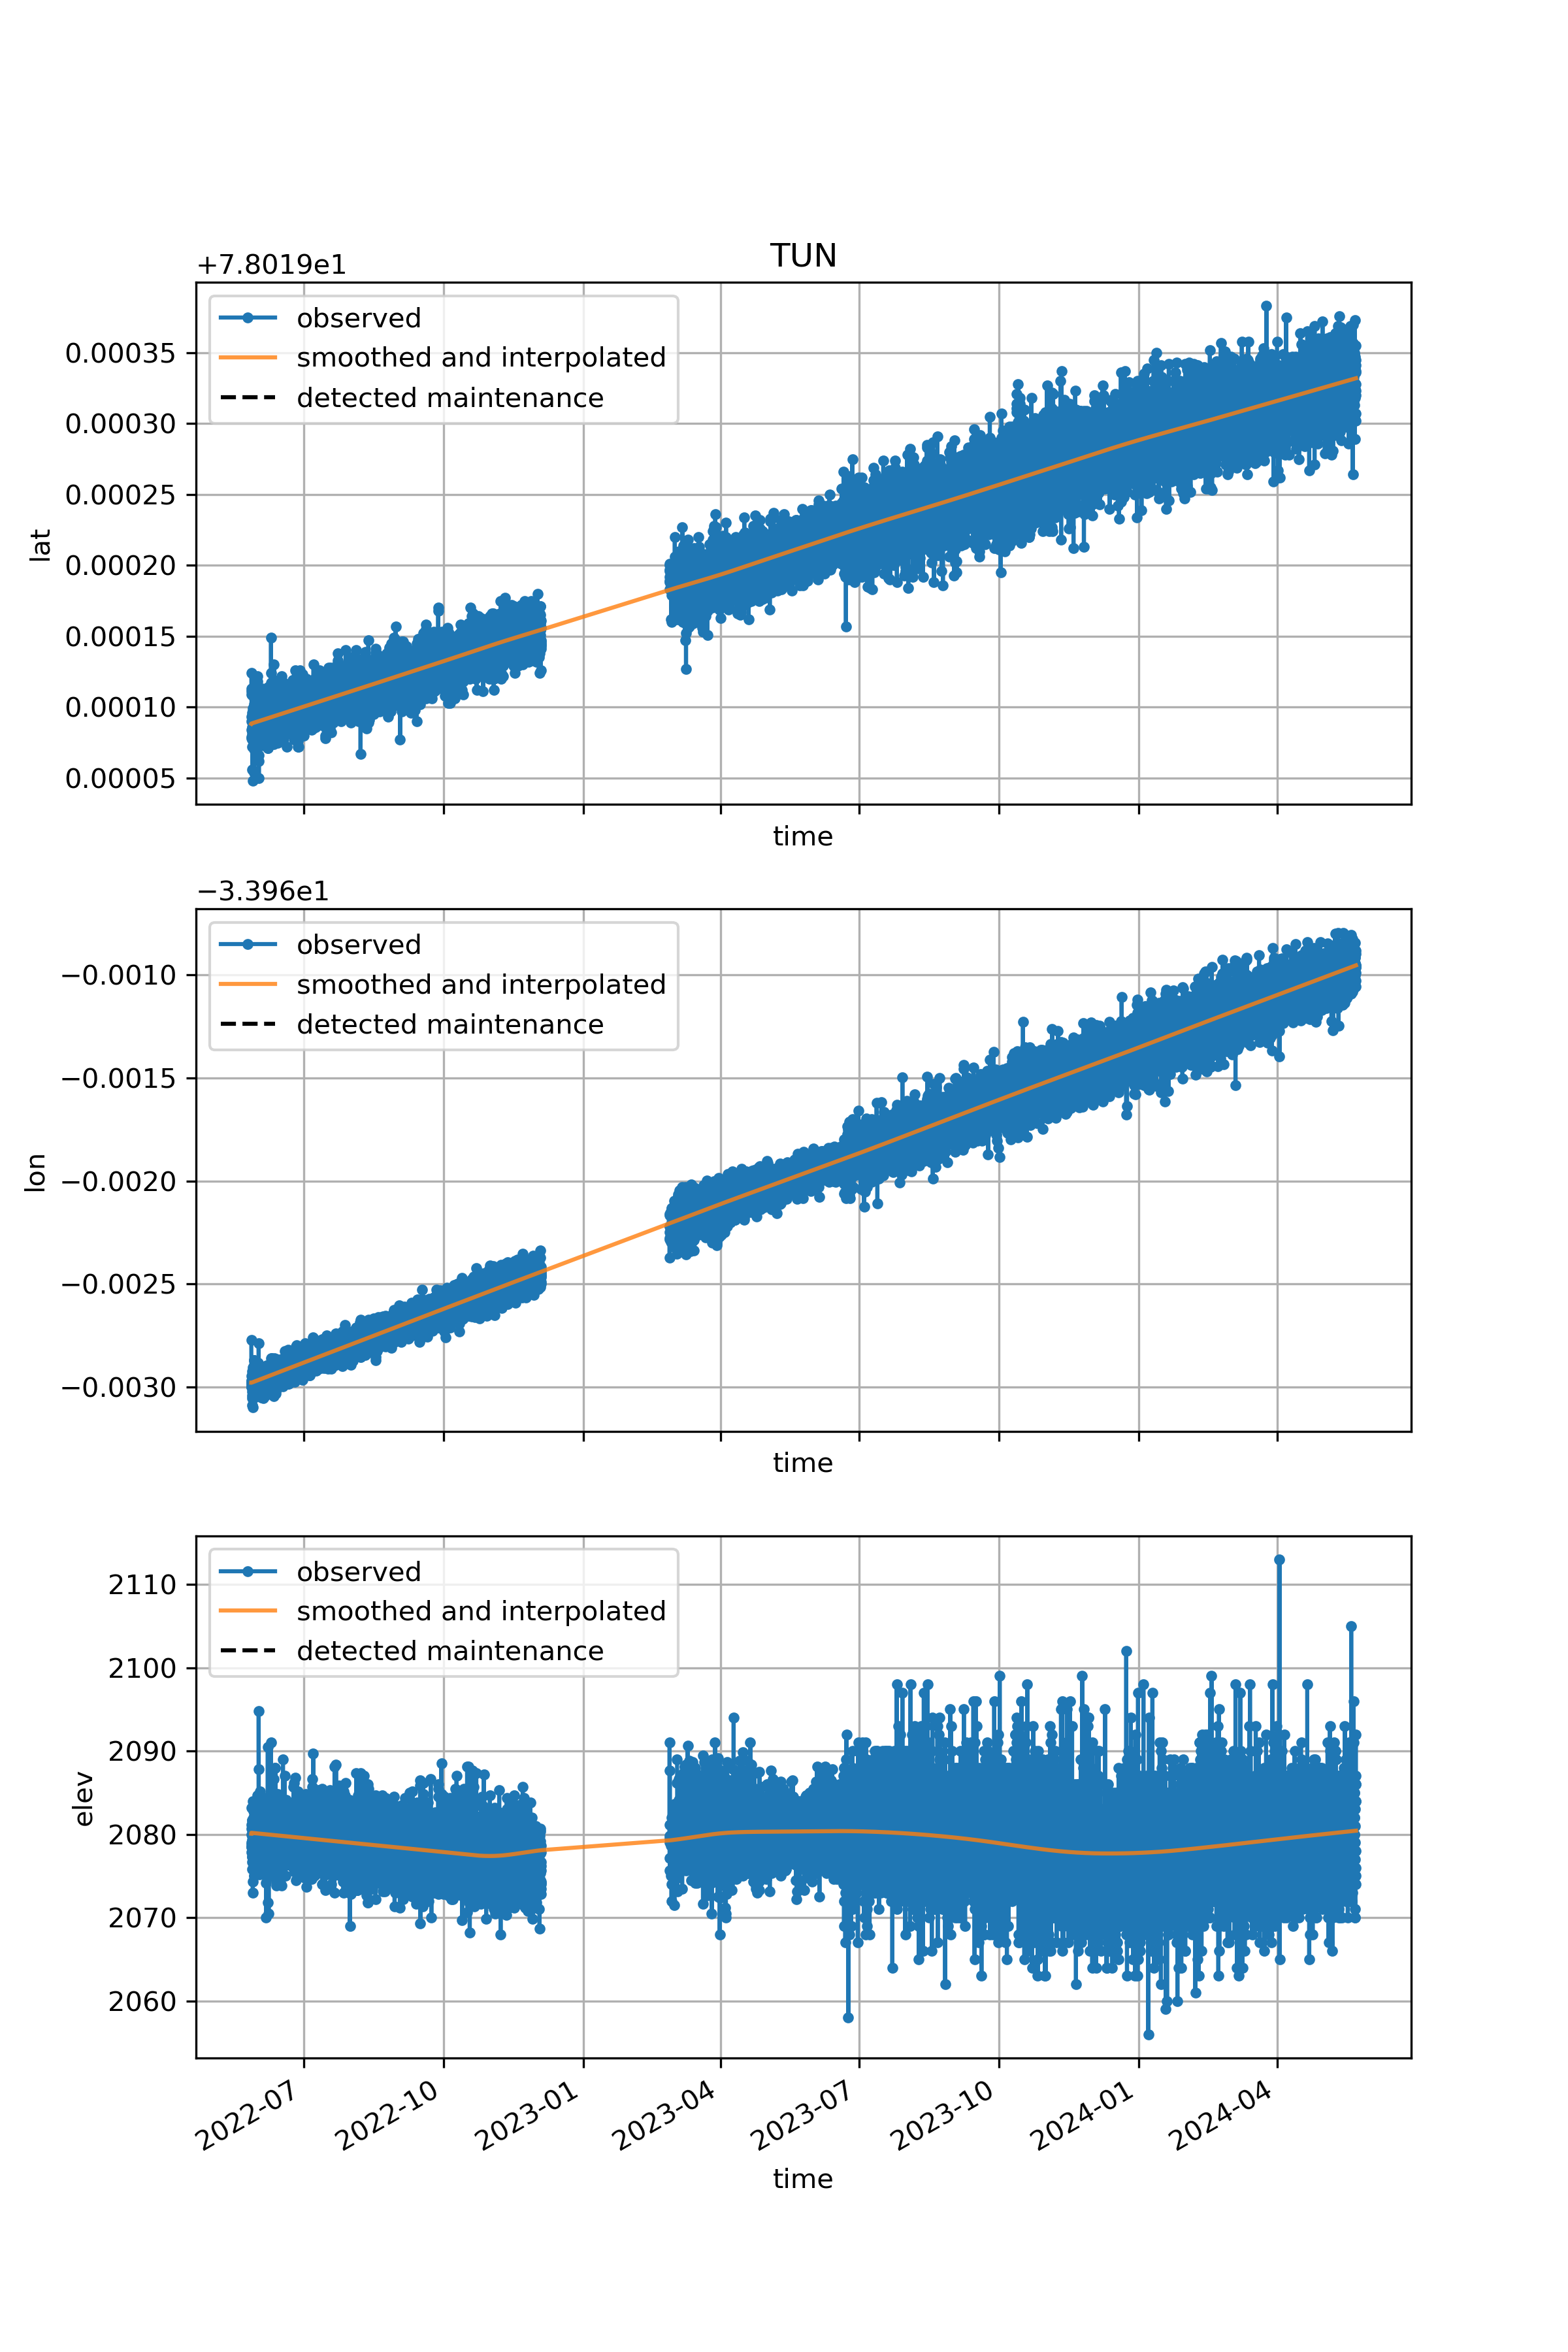 TUN
+7.8019e1
observed
smoothed and interpolated
detected maintenance
0.00035
0.00030
0.00025
0.00020
0.00015
0.00010
0.00005
lat
time
−3.396e1
observed
smoothed and interpolated
detected maintenance
−0.0010
−0.0015
−0.0020
−0.0025
−0.0030
lon
time
observed
smoothed and interpolated
detected maintenance
2110
2100
2090
2080
2070
2060
elev
2022-07
2022-10
2023-01
2023-04
2023-07
2023-10
2024-01
2024-04
time